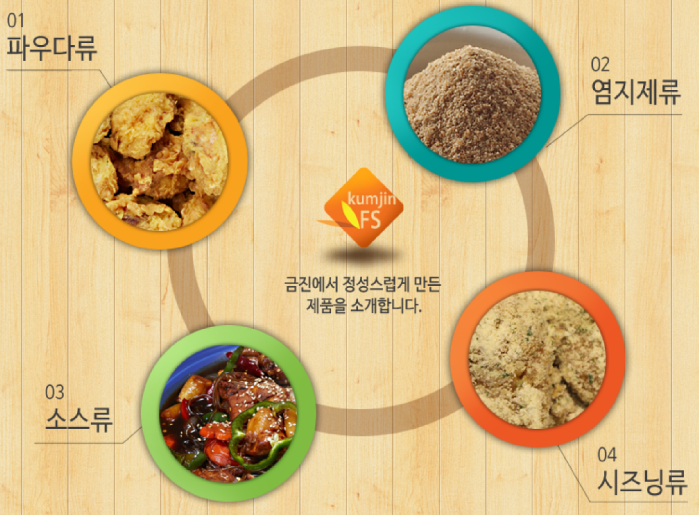 01
파우다류
02
염지제류
kumjin
FS
금진에서 정성스럽게 만든
제품을 소개합니다.
03
소스류
04
시즈닝류